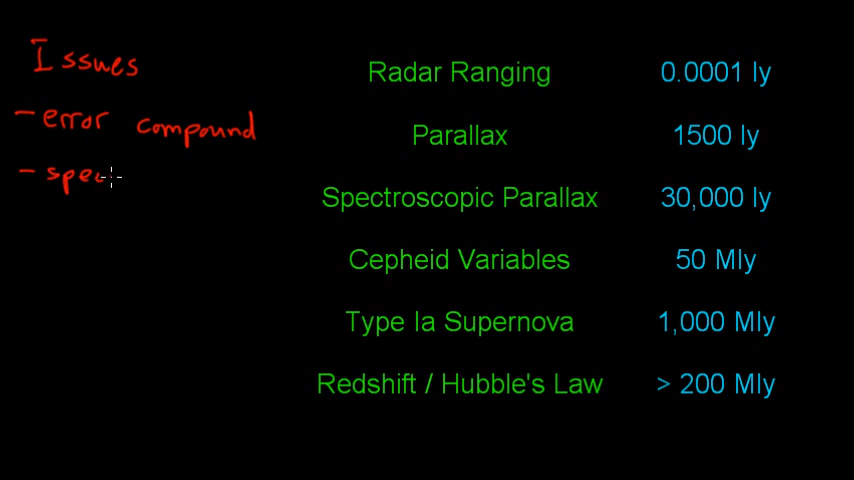 Issues
- error compound
- spec
Radar Ranging 0.0001 ly
Parallax 1500 ly
Spectroscopic Parallax 30,000 ly
Cepheid Variables 50 Mly
Type Ia Supernova 1,000 Mly
Redshift / Hubble's Law > 200 Mly